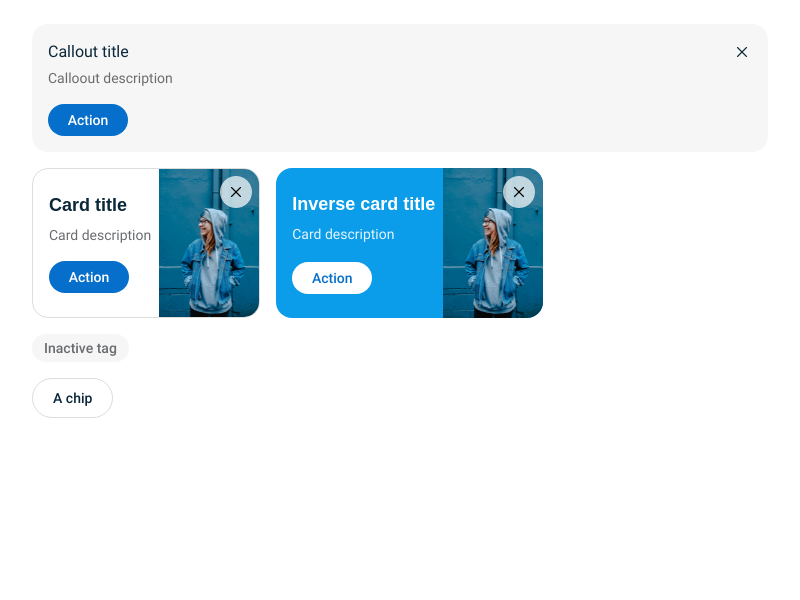 Callout title
Calloout description
Action
Card title
Card description
Action
Inverse card title
Card description
Action
Inactive tag
A chip